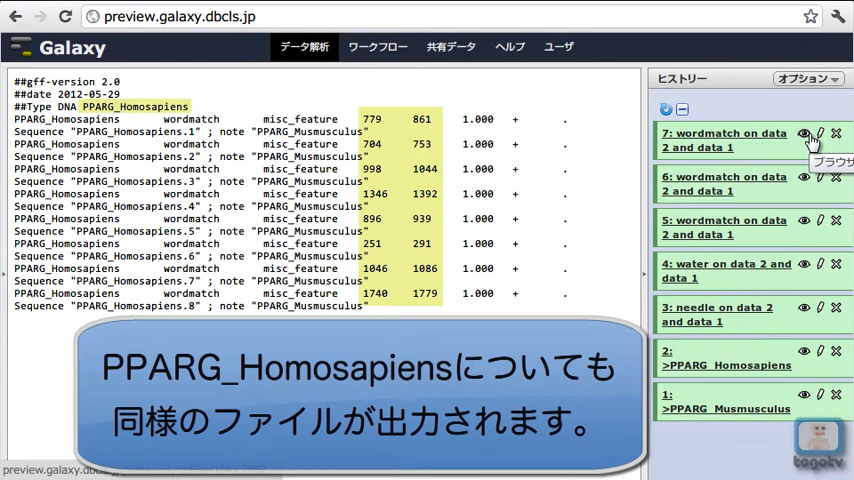 preview.galaxy.dbcls.jp
Galaxy
データ解析 ワークフロー 共有データ ヘルプ ユーザ
##gff-version 2.0
##date 2012-05-29
##Type DNA PPARG_Homosapiens
PPARG_Homosapiens wordmatch misc_feature 779 861 1.000 + .
Sequence "PPARG_Homosapiens.1" ; note "PPARG_Musmusculus"
PPARG_Homosapiens wordmatch misc_feature 704 753 1.000 + .
Sequence "PPARG_Homosapiens.2" ; note "PPARG_Musmusculus"
PPARG_Homosapiens wordmatch misc_feature 998 1044 1.000 + .
Sequence "PPARG_Homosapiens.3" ; note "PPARG_Musmusculus"
PPARG_Homosapiens wordmatch misc_feature 1346 1392 1.000 + .
Sequence "PPARG_Homosapiens.4" ; note "PPARG_Musmusculus"
PPARG_Homosapiens wordmatch misc_feature 896 939 1.000 + .
Sequence "PPARG_Homosapiens.5" ; note "PPARG_Musmusculus"
PPARG_Homosapiens wordmatch misc_feature 251 291 1.000 + .
Sequence "PPARG_Homosapiens.6" ; note "PPARG_Musmusculus"
PPARG_Homosapiens wordmatch misc_feature 1046 1086 1.000 + .
Sequence "PPARG_Homosapiens.7" ; note "PPARG_Musmusculus"
PPARG_Homosapiens wordmatch misc_feature 1740 1779 1.000 + .
Sequence "PPARG_Homosapiens.8" ; note "PPARG_Musmusculus"
ヒストリー オプション
7: wordmatch on data
2 and data 1
ブラウザ
6: wordmatch on data
2 and data 1
5: wordmatch on data
2 and data 1
4: water on data 2 and
data 1
3: needle on data 2
and data 1
2:
>PPARG_Homosapiens
1:
>PPARG_Musmusculus
PPARG_Homosapiensについても
同様のファイルが出力されます。
togotv
preview.galaxy.dbcls.jp